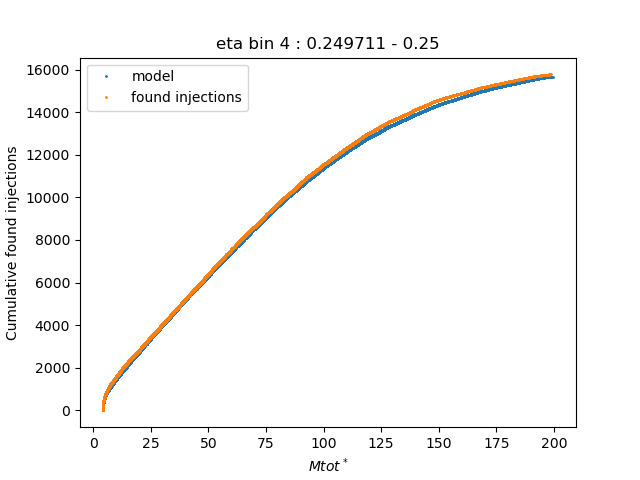 eta bin 4 : 0.249711 - 0.25
model
found injections
Cumulative found injections
16000
14000
12000
10000
8000
6000
4000
2000
0
0 25 50 75 100 125 150 175 200
Mtot*